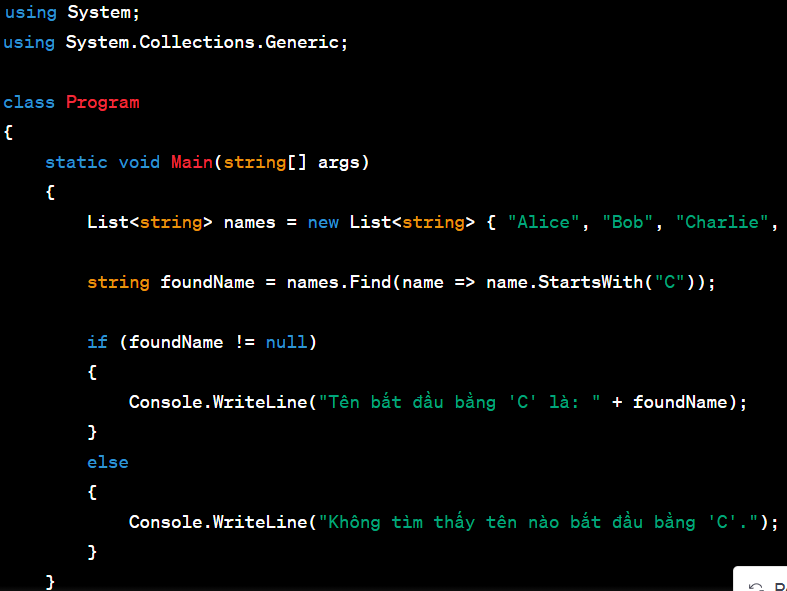 using System;
using System.Collections.Generic;
class Program
{
static void Main(string[] args)
{
List<string> names = new List<string> { "Alice", "Bob", "Charlie",
string foundName = names.Find(name => name.StartsWith("C"));
if (foundName != null)
{
Console.WriteLine("Tên bắt đầu bằng 'C' là: " + foundName);
}
else
{
Console.WriteLine("Không tìm thấy tên nào bắt đầu bằng 'C'.");
}
}